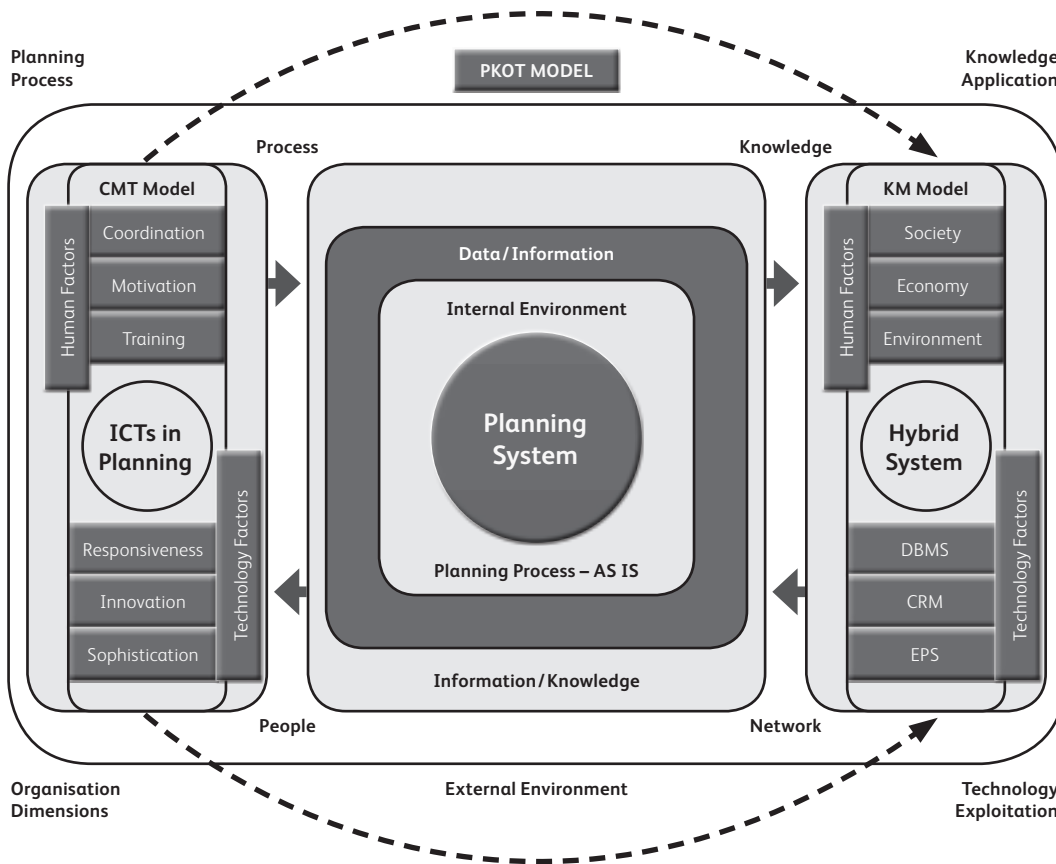 Planning
Process
PKOT MODEL
Knowledge
Application
Process
Knowledge
CMT Model
Human Factors
Coordination
Motivation
Training
ICTs in
Planning
Responsiveness
Innovation
Sophistication
Technology Factors
Data/Information
Internal Environment
Planning
System
Planning Process – AS IS
Information/Knowledge
KM Model
Human Factors
Society
Economy
Environment
Hybrid
System
DBMS
CRM
EPS
Technology Factors
People
Network
Organisation
Dimensions
External Environment
Technology
Exploitation